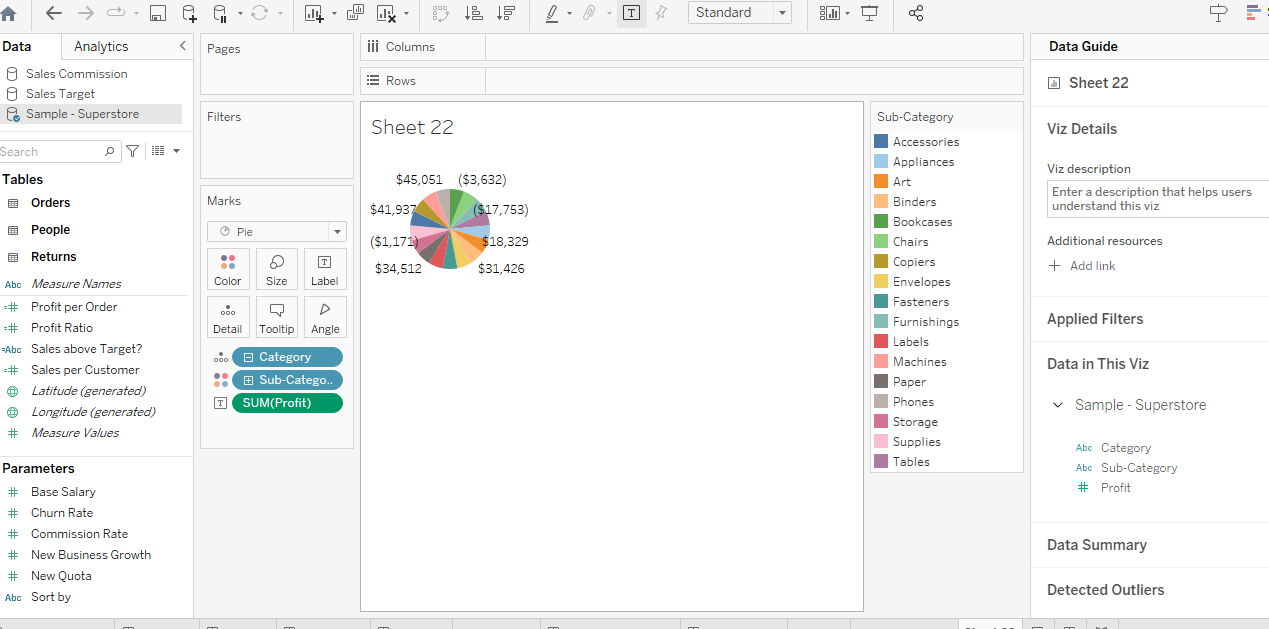 Standard
Data
Analytics
Sales Commission
Sales Target
Sample - Superstore
Search
Tables
Orders
People
Returns
Abc Measure Names
Profit per Order
Profit Ratio
=Abc Sales above Target?
Sales per Customer
Latitude (generated)
Longitude (generated)
Measure Values
Parameters
Base Salary
Churn Rate
Commission Rate
New Business Growth
New Quota
Abc Sort by
Pages
Filters
Marks
Pie
Color Size Label
Detail Tooltip Angle
Category
Sub-Catego..
SUM(Profit)
Columns
Rows
Sheet 22
$45,051 ($3,632)
$41,937 ($17,753)
($1,171) $18,329
$34,512 $31,426
Sub-Category
Accessories
Appliances
Art
Binders
Bookcases
Chairs
Copiers
Envelopes
Fasteners
Furnishings
Labels
Machines
Paper
Phones
Storage
Supplies
Tables
Data Guide
Sheet 22
Viz Details
Viz description
Enter a description that helps users
understand this viz
Additional resources
Add link
Applied Filters
Data in This Viz
Sample - Superstore
Abc Category
Abc Sub-Category
Profit
Data Summary
Detected Outliers